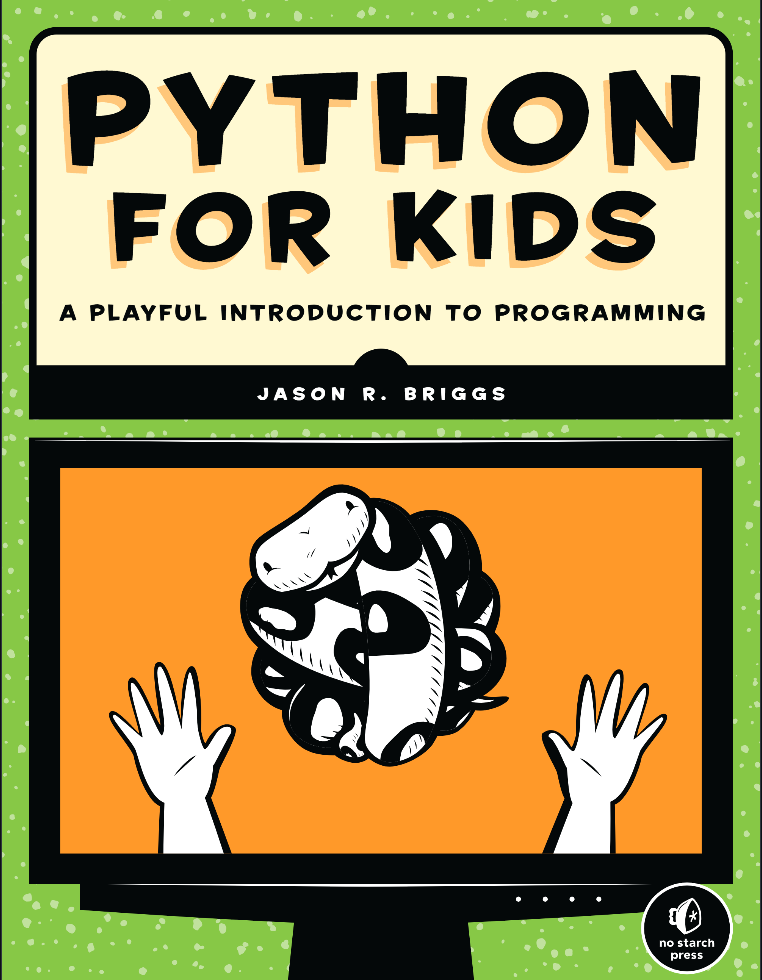 PYTHON
FOR KIDS
A PLAYFUL INTRODUCTION TO PROGRAMMING
JASON R. BRIGGS
no starch
press